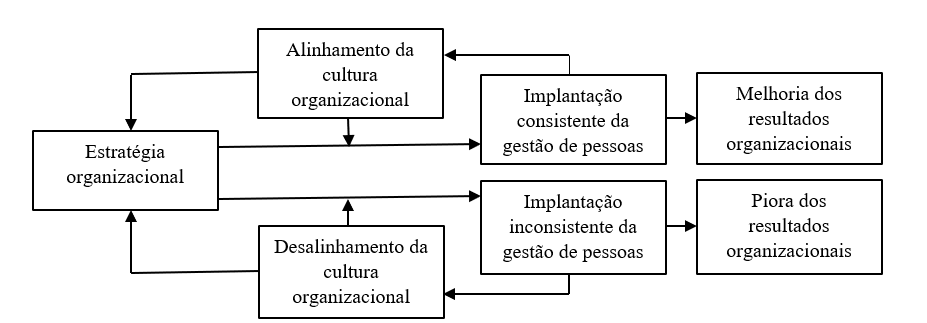 Alinhamento da
cultura
organizacional
Implantação
consistente da
gestão de pessoas
Melhoria dos
resultados
organizacionais
Estratégia
organizacional
Implantação
inconsistente da
gestão de pessoas
Piora dos
resultados
organizacionais
Desalinhamento da
cultura
organizacional